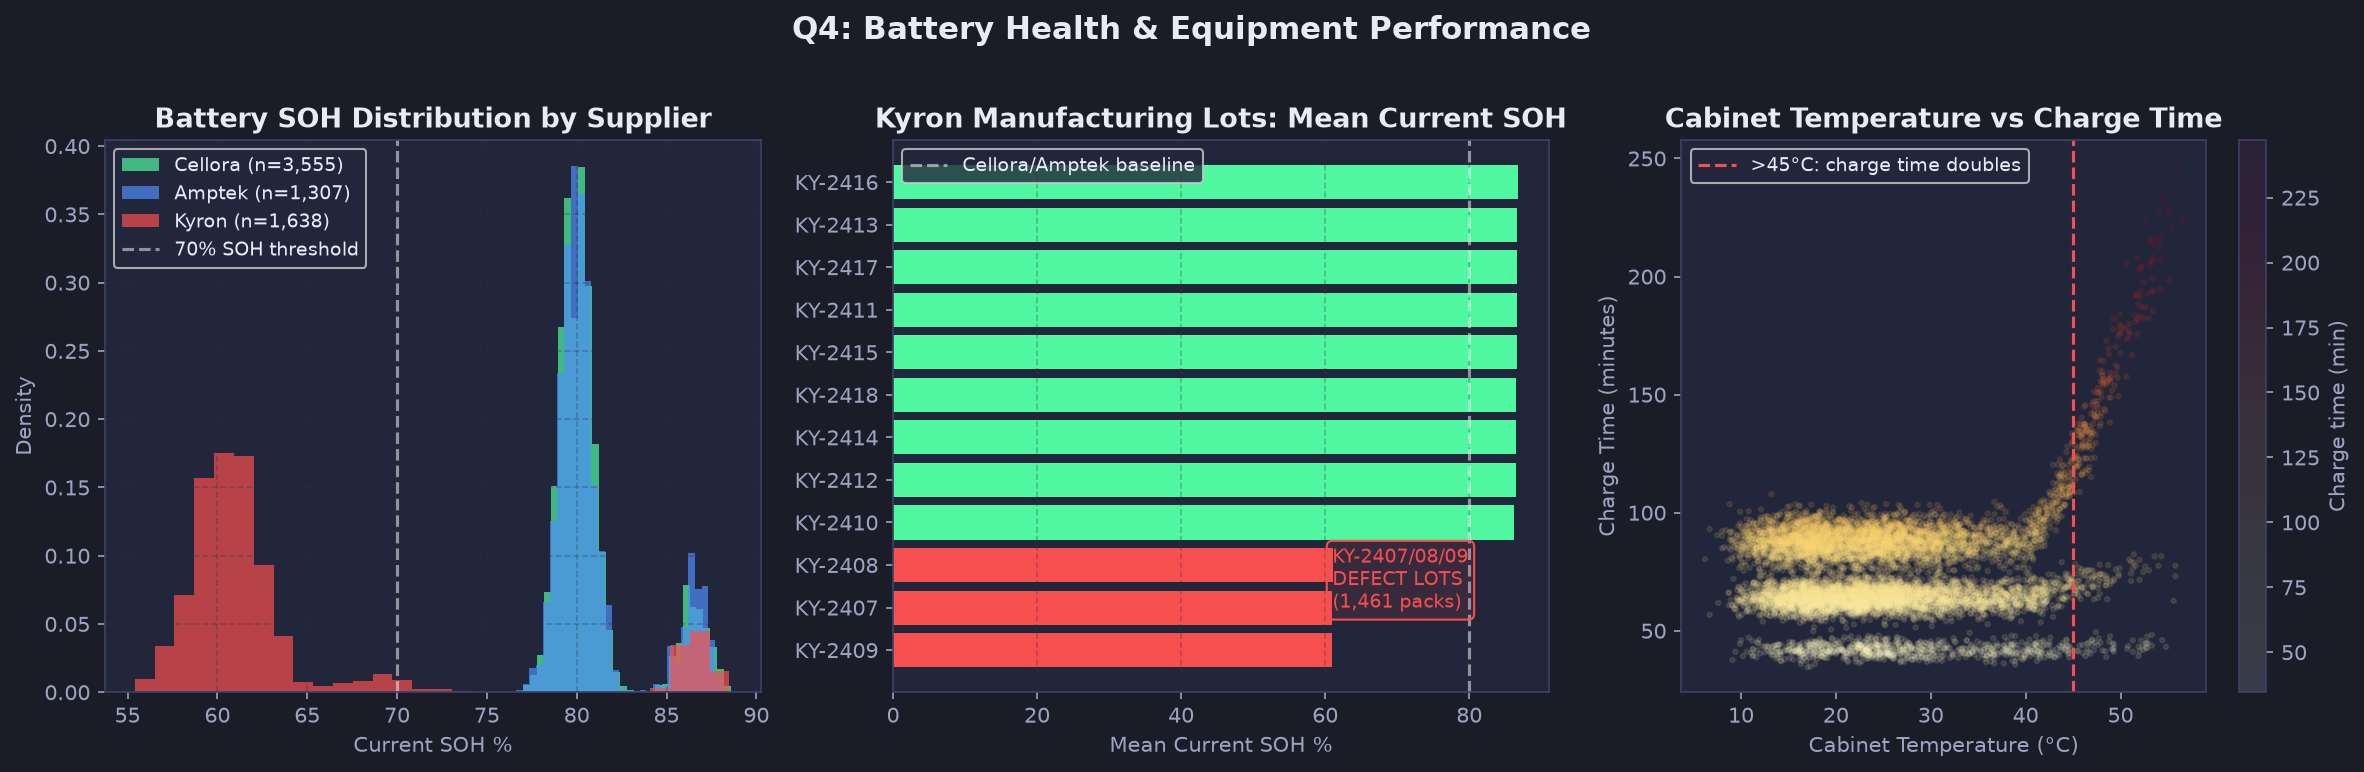 Q4: Battery Health & Equipment Performance
Battery SOH Distribution by Supplier
Cellora (n=3,555)
Amptek (n=1,307)
Kyron (n=1,638)
70% SOH threshold
Density
0.40
0.35
0.30
0.25
0.20
0.15
0.10
0.05
0.00
55 60 65 70 75 80 85 90
Current SOH %
Kyron Manufacturing Lots: Mean Current SOH
Cellora/Amptek baseline
KY-2416
KY-2413
KY-2417
KY-2411
KY-2415
KY-2418
KY-2414
KY-2412
KY-2410
KY-2408
KY-2407
KY-2409
KY-2407/08/09
DEFECT LOTS
(1,461 packs)
0 20 40 60 80
Mean Current SOH %
Cabinet Temperature vs Charge Time
>45°C: charge time doubles
Charge Time (minutes)
250
200
150
100
50
10 20 30 40 50
Cabinet Temperature (°C)
225
200
175
150
125
100
75
50
Charge time (min)